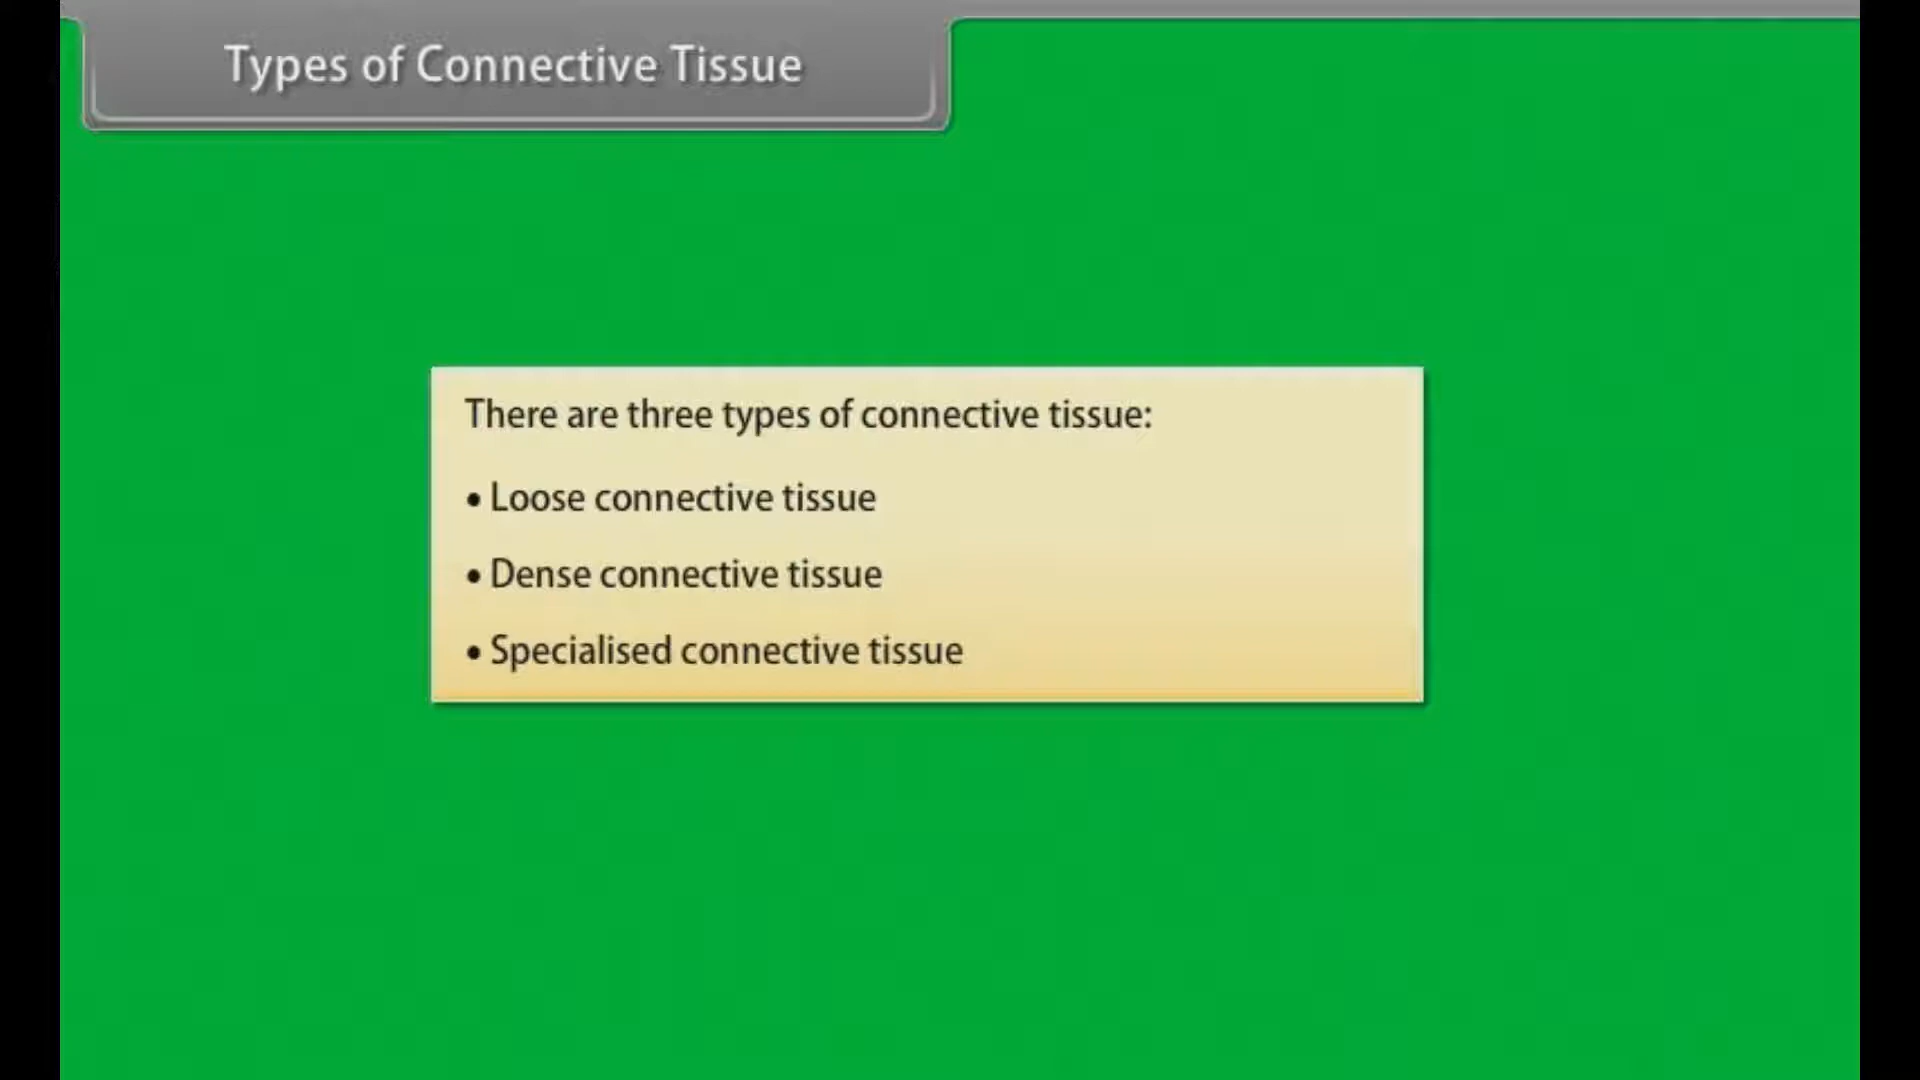 Types of Connective Tissue
There are three types of connective tissue:
• Loose connective tissue
• Dense connective tissue
• Specialised connective tissue